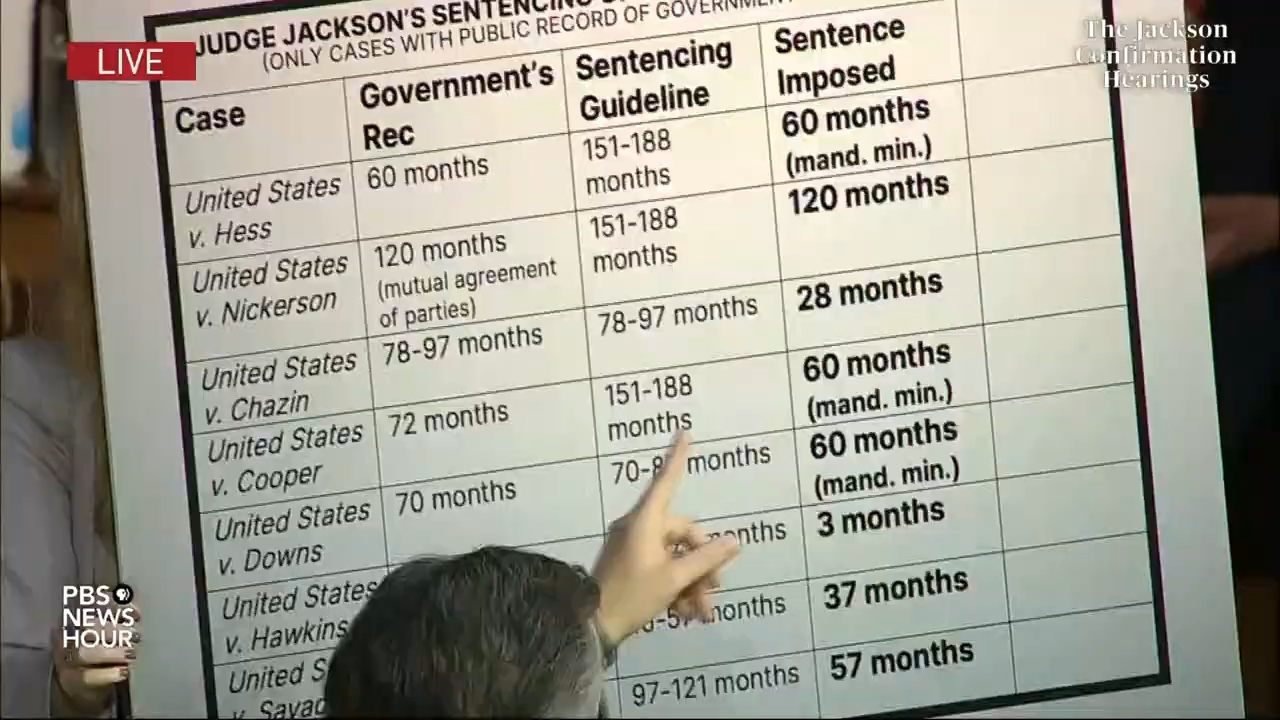 LIVE
The Jackson
Confirmation
Hearings
JUDGE JACKSON'S SENTENCING
(ONLY CASES WITH PUBLIC RECORD OF
Case
Government's
Rec
Sentencing
Guideline
Sentence
Imposed
United States
v. Hess
60 months
151-188
months
60 months
(mand. min.)
United States
v. Nickerson
120 months
(mutual agreement
of parties)
151-188
months
120 months
United States
v. Chazin
78-97 months
78-97 months
28 months
United States
v. Cooper
72 months
151-188
months
60 months
(mand. min.)
United States
v. Downs
70 months
months
60 months
(mand. min.)
United States
v. Hawkins
3 months
months
37 months
United
97-121 months
57 months
PBS
NEWS
HOUR